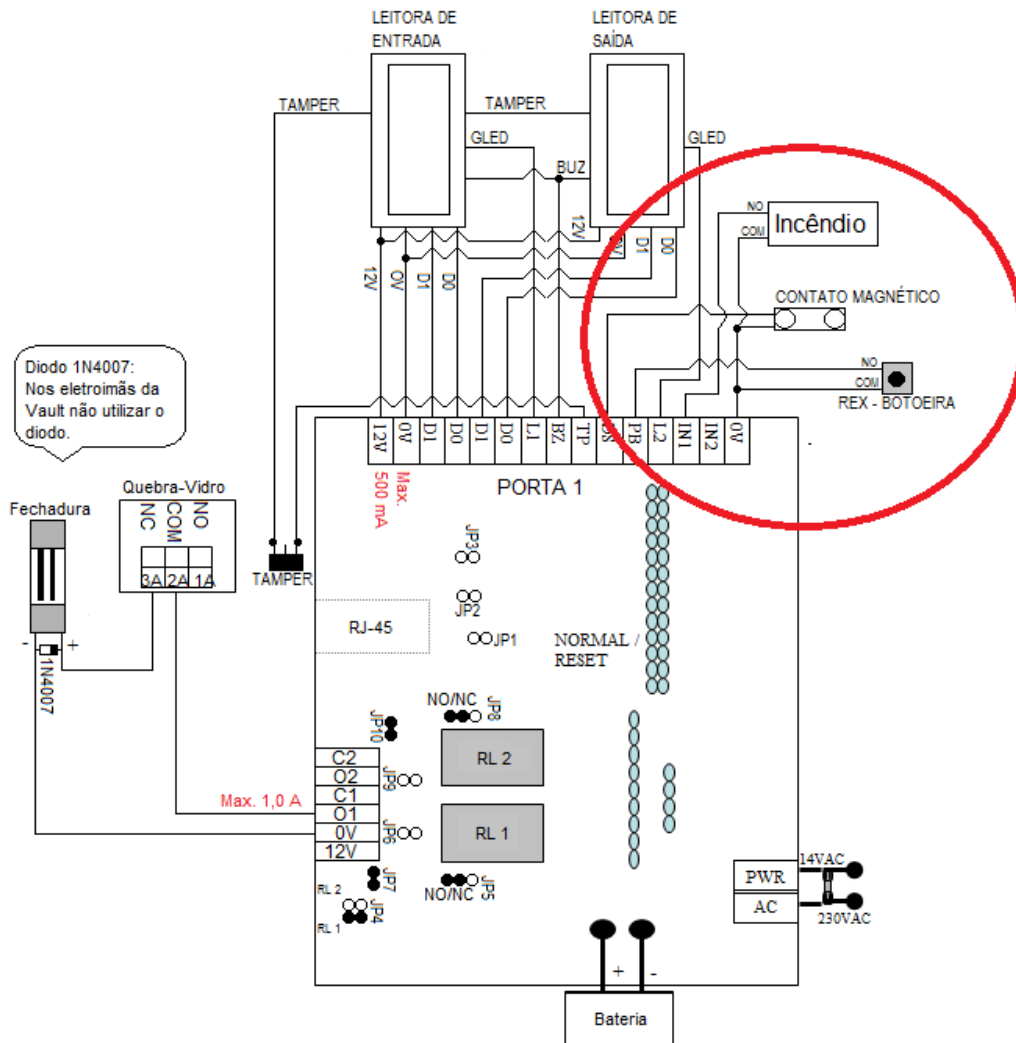 LEITORA DE
ENTRADA
LEITORA DE
SAÍDA
TAMPER
TAMPER
GLED
GLED
BUZ
12V
0V
D1
D0
12V
D1
D0
NO
COM
Incêndio
CONTATO MAGNÉTICO
NO
COM
REX - BOTOEIRA
Diodo 1N4007:
Nos eletroimãs da
Vault não utilizar o
diodo.
12V
0V
D1
D0
D1
D0
L1
BZ
TP
PB
L2
IN1
IN2
0V
Max.
500 mA
PORTA 1
Quebra-Vidro
NC
COM
NO
3A
2A
1A
Fechadura
- +
1N4007
TAMPER
RJ-45
JP3
JP2
JP1
NORMAL /
RESET
NO/NC
JP8
JP10
RL 2
C2
O2
C1
O1
0V
12V
JP9
JP6
Max. 1,0 A
RL 1
NO/NC
JP5
JP7
RL 2
JP4
RL 1
PWR
AC
14VAC
230VAC
+ -
Bateria